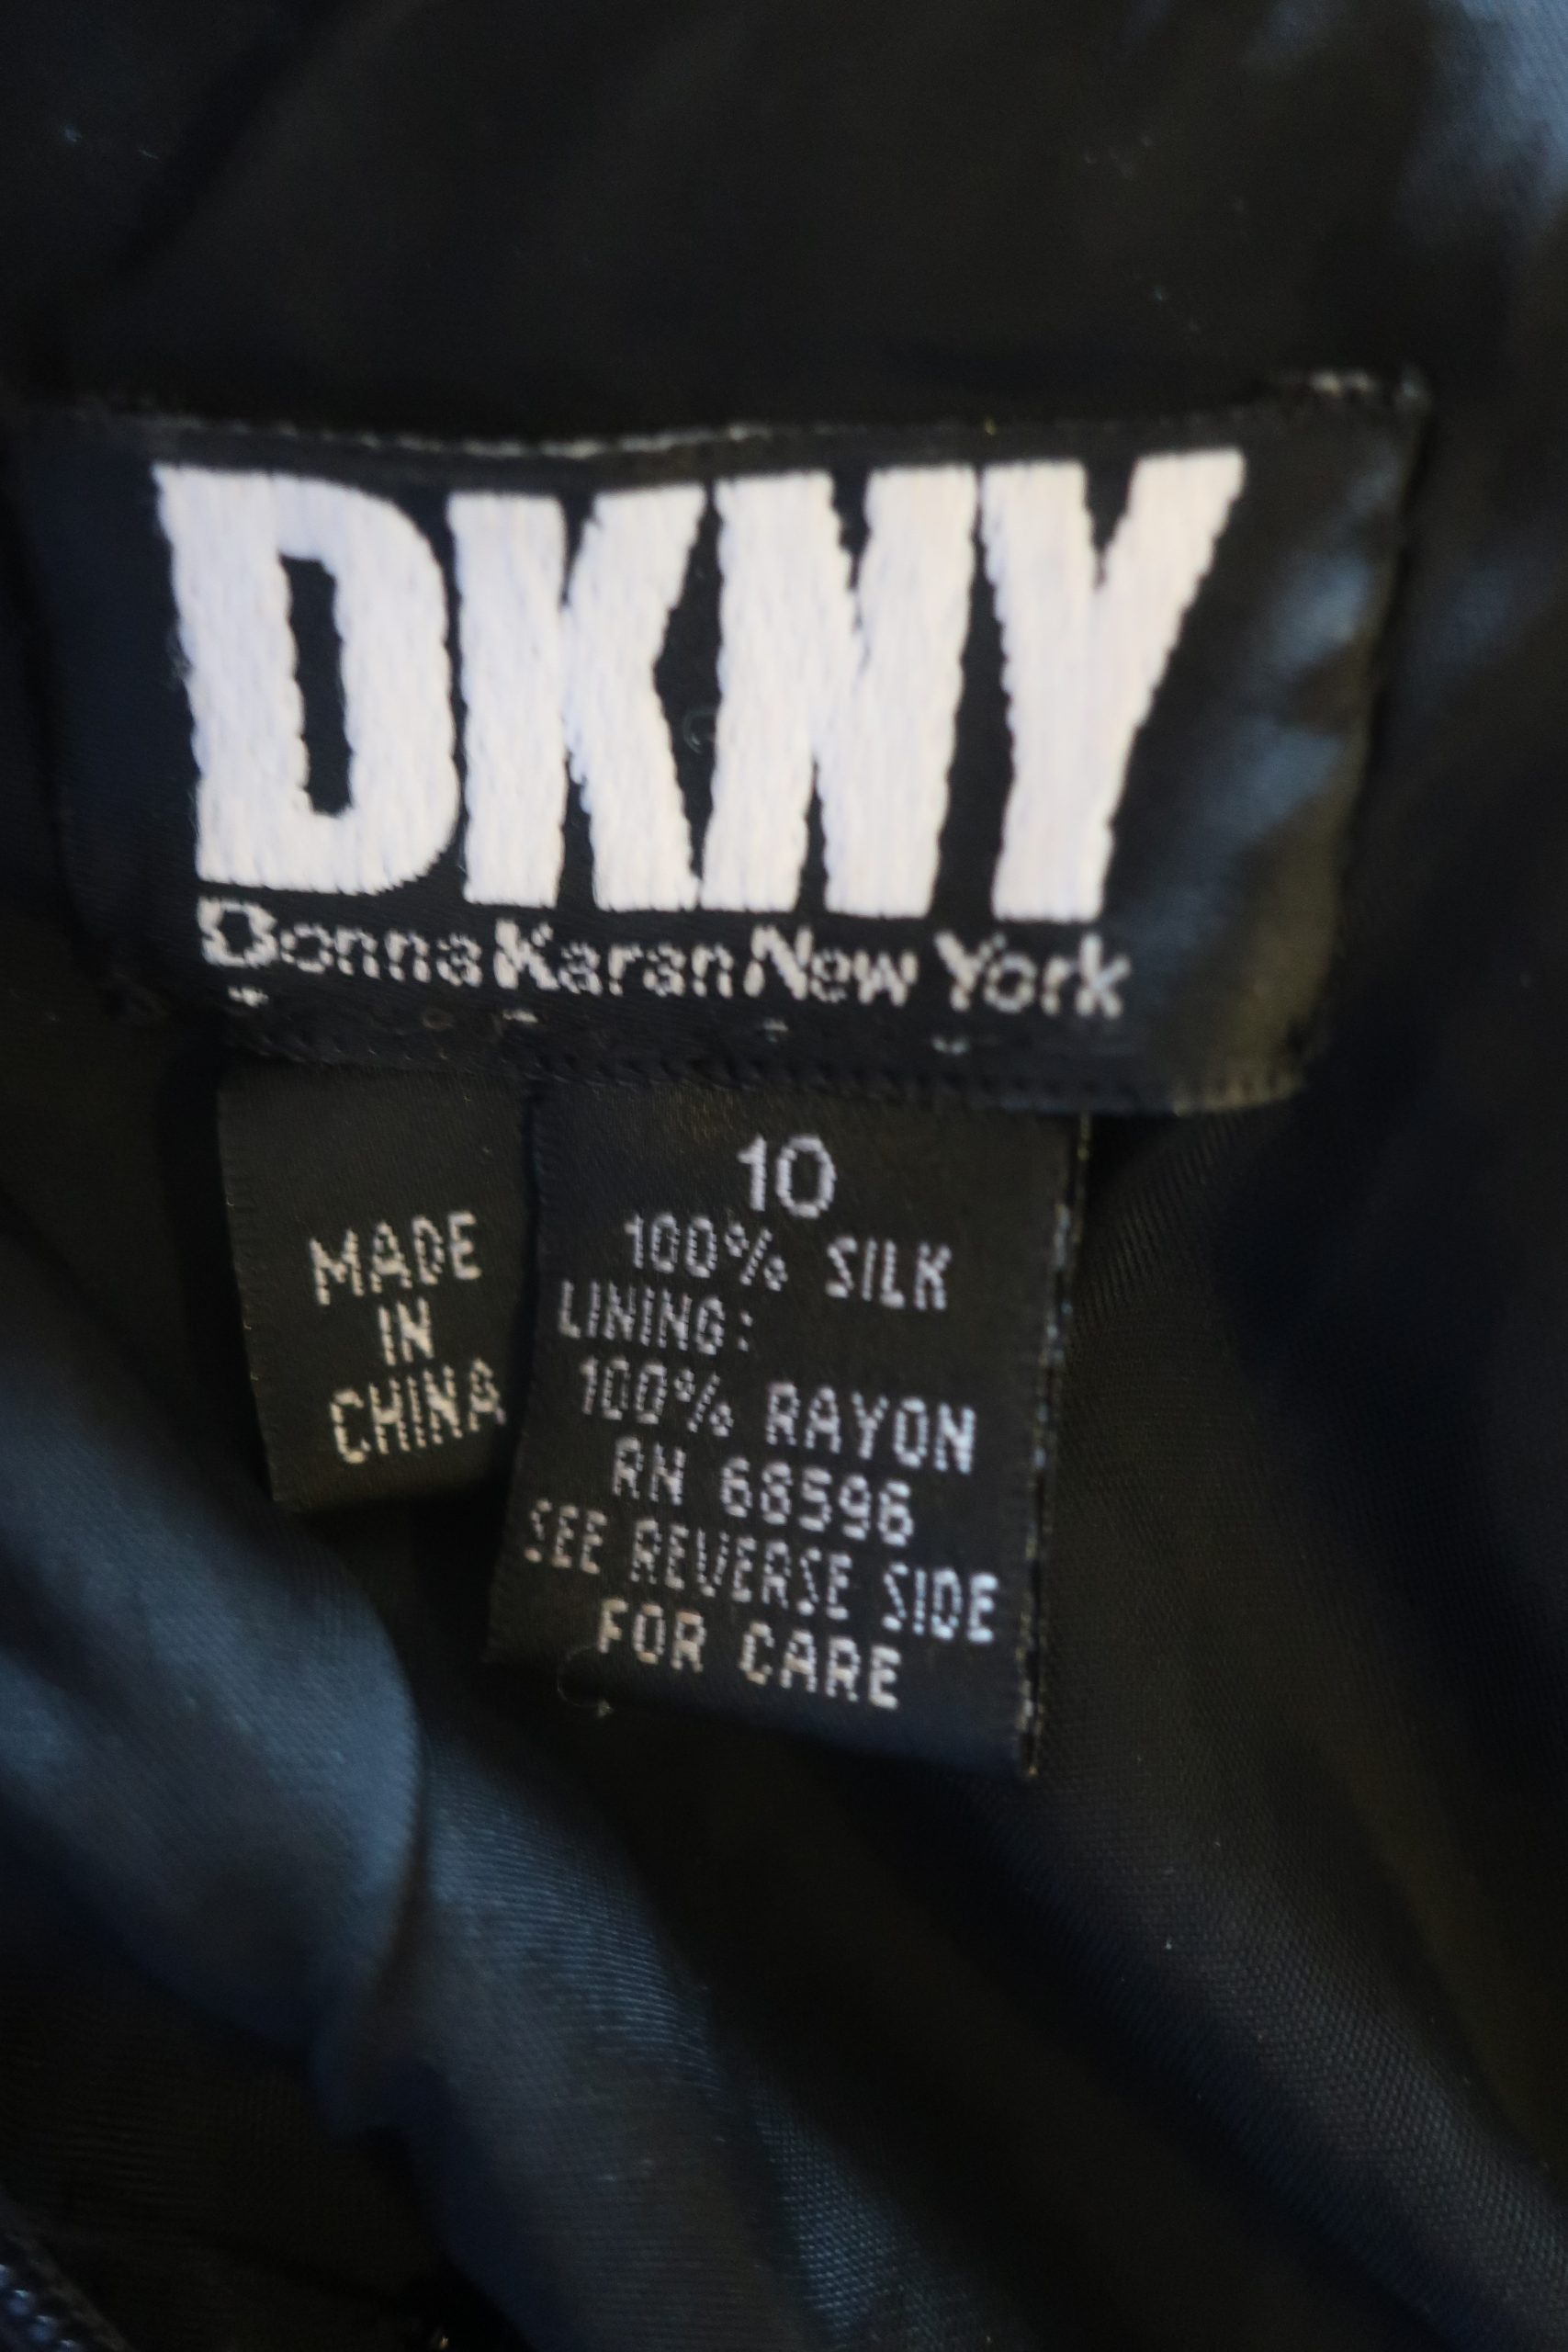 DKNY
Donna Karan New York
MADE
IN
CHINA
10
100% SILK
LINING:
100% RAYON
RN 68596
SEE REVERSE SIDE
FOR CARE